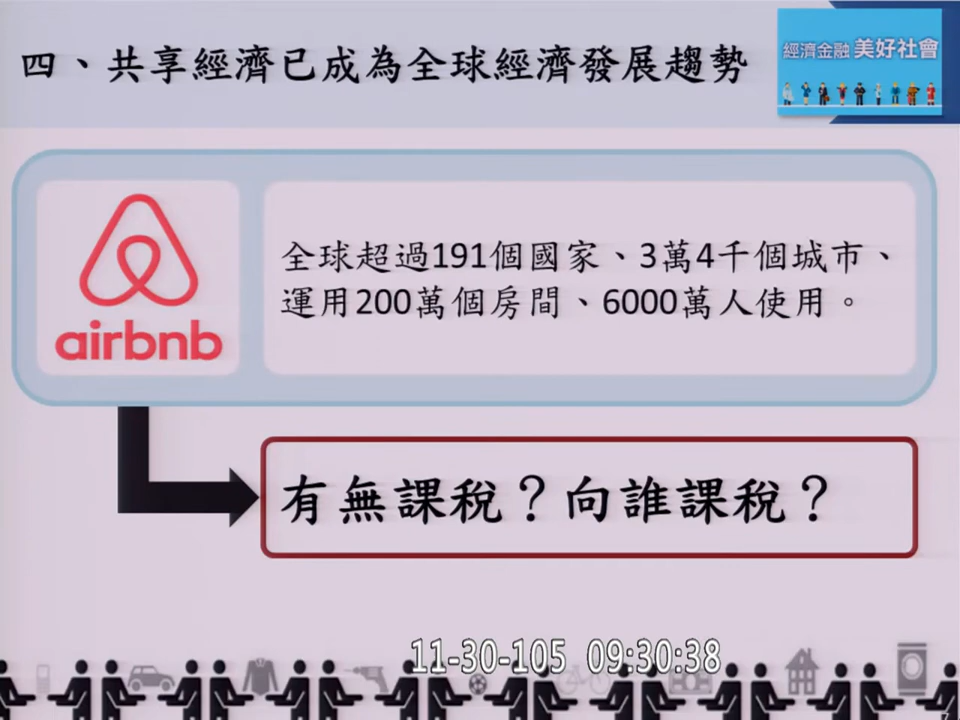 四、共享經濟已成為全球經濟發展趨勢
經濟金融 美好社會
airbnb
全球超過191個國家、3萬4千個城市、
運用200萬個房間、6000萬人使用。
有無課稅？向誰課稅？
11-30-105 09:30:38
7